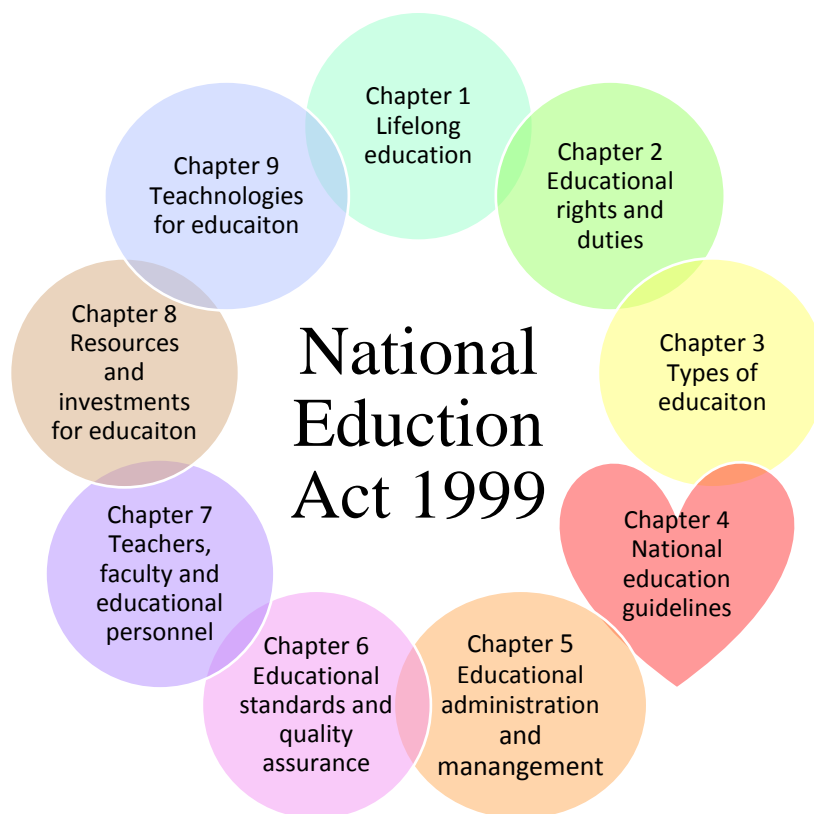 Chapter 1
Lifelong
education
Chapter 2
Educational
rights and
duties
Chapter 3
Types of
educaiton
Chapter 4
National
education
guidelines
Chapter 5
Educational
administration
and
manangement
Chapter 6
Educational
standards and
quality
assurance
Chapter 7
Teachers,
faculty and
educational
personnel
Chapter 8
Resources
and
investments
for educaiton
Chapter 9
Teachnologies
for educaiton
National
Eduction
Act 1999